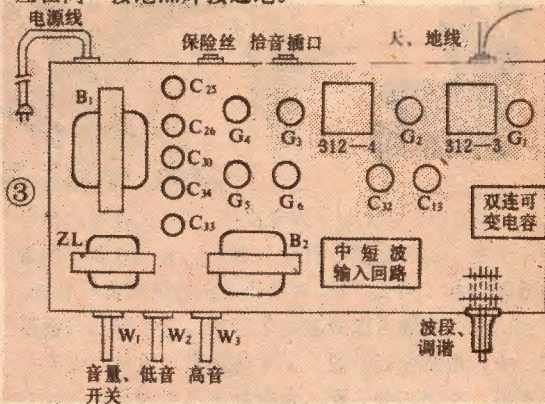 电源线
保险丝 拾音插口
天、地线
B₁
C₂₅
C₂₆
C₃₀
C₃₄
C₃₃
G₄
G₃
312—4
G₂
312—3
G₁
③
G₅
G₆
C₃₂
C₁₅
双连可
变电容
ZL
B₂
中短波
输入回路
W₁ W₂ W₃
音量、低音 高音
开关
波段、
调谐